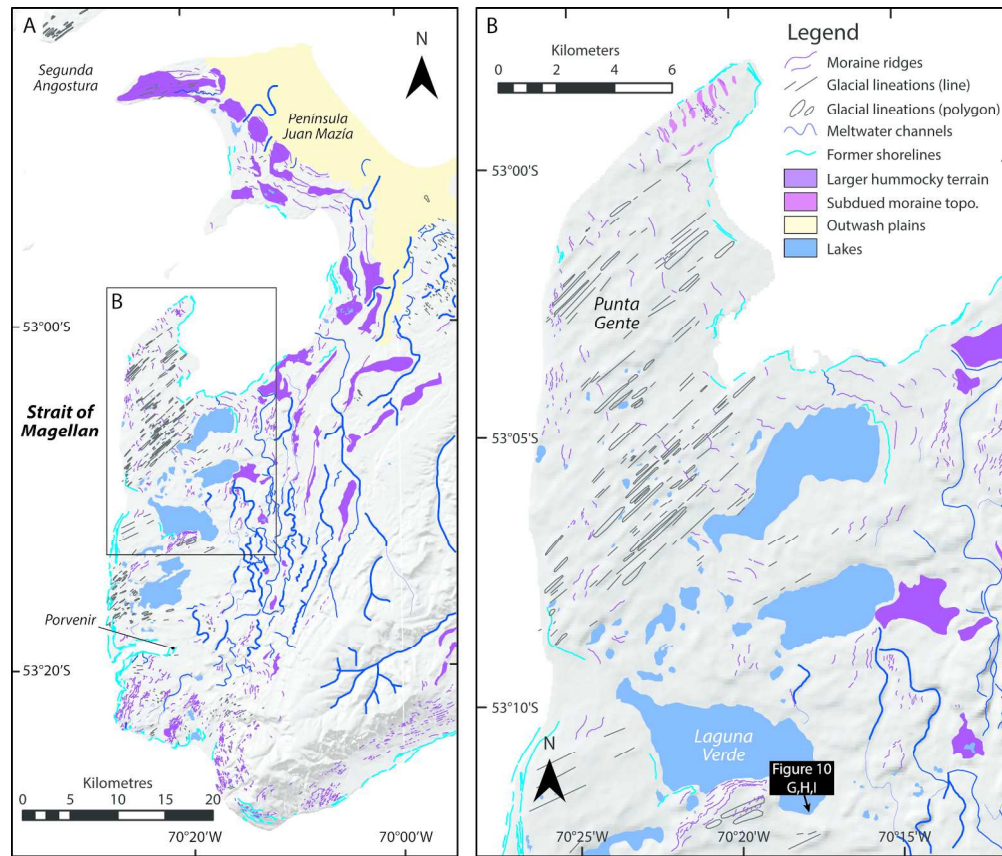 A
N
Segunda
Angostura
Peninsula
Juan Mazía
B
53°00'S
Strait of
Magellan
Porvenir
53°20'S
Kilometres
0 5 10 20
70°20'W
70°00'W
B
Kilometers
0 2 4 6
Legend
Moraine ridges
Glacial lineations (line)
Glacial lineations (polygon)
Meltwater channels
Former shorelines
Larger hummocky terrain
Subdued moraine topo.
Outwash plains
Lakes
53°00'S
Punta
Gente
53°05'S
53°10'S
Laguna
Verde
N
Figure 10
G,H,I
70°25'W
70°20'W
70°15'W